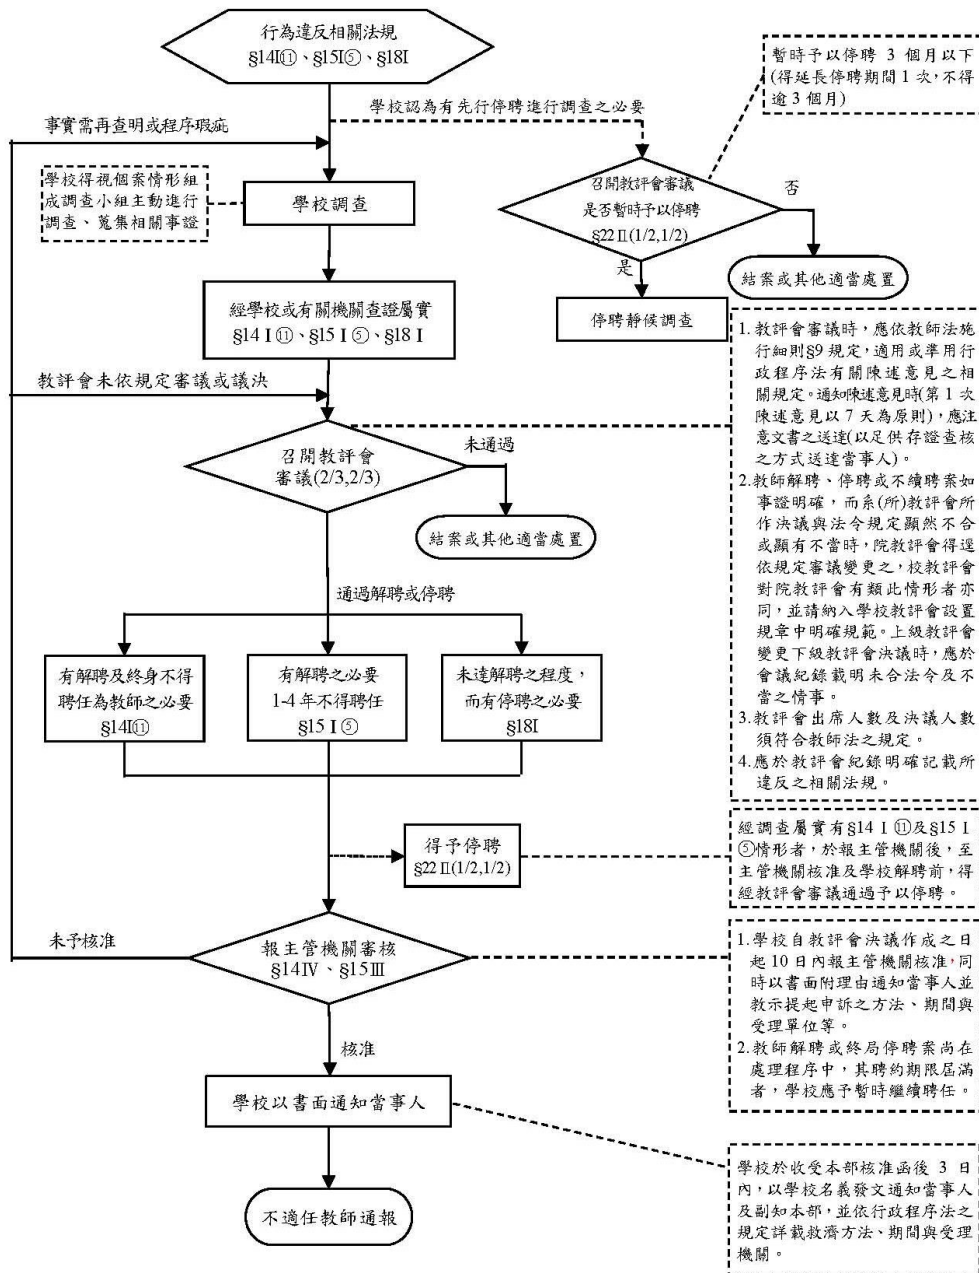 行為違反相關法規
§14I⑪、§15I⑤、§18I
暫時予以停聘 3 個月以下
(得延長停聘期間 1 次,不得
逾 3 個月)
學校認為有先行停聘進行調查之必要
事實需再查明或程序瑕疵
學校得視個案情形組
成調查小組主動進行
調查、蒐集相關事證
學校調查
召開教評會審議
是否暫時予以停聘
§22Ⅱ(1/2,1/2)
否
是
結案或其他適當處置
停聘靜候調查
經學校或有關機關查證屬實
§14 I ⑪、§15 I ⑤、§18 I
教評會未依規定審議或議決
召開教評會
審議(2/3,2/3)
未通過
結案或其他適當處置
1. 教評會審議時,應依教師法施
行細則§9 規定,適用或準用行
政程序法有關陳述意見之相
關規定。通知陳述意見時(第 1 次
陳述意見以 7 天為原則),應注
意文書之送達(以足供存證查核
之方式送達當事人)。
2.教師解聘、停聘或不續聘案如
事證明確,而系(所)教評會所
作決議與法令規定顯然不合
或顯有不當時,院教評會得逕
依規定審議變更之,校教評會
對院教評會有類此情形者亦
同,並請納入學校教評會設置
規章中明確規範。上級教評會
變更下級教評會決議時,應於
會議紀錄載明未合法令及不
當之情事。
3.教評會出席人數及決議人數
須符合教師法之規定。
4.應於教評會紀錄明確記載所
違反之相關法規。
通過解聘或停聘
有解聘及終身不得
聘任為教師之必要
§14I⑪
有解聘之必要
1-4 年不得聘任
§15 I ⑤
未達解聘之程度,
而有停聘之必要
§18I
得予停聘
§22Ⅱ(1/2,1/2)
經調查屬實有§14 I ⑪及§15 I
⑤情形者,於報主管機關後,至
主管機關核准及學校解聘前,得
經教評會審議通過予以停聘。
未予核准
報主管機關審核
§14Ⅳ、§15Ⅲ
1.學校自教評會決議作成之日
起 10 日內報主管機關核准,同
時以書面附理由通知當事人並
教示提起申訴之方法、期間與
受理單位等。
2.教師解聘或終局停聘案尚在
處理程序中,其聘約期限屆滿
者,學校應予暫時繼續聘任。
核准
學校以書面通知當事人
學校於收受本部核准函後 3 日
內,以學校名義發文通知當事人
及副知本部,並依行政程序法之
規定詳載救濟方法、期間與受理
機關。
不適任教師通報